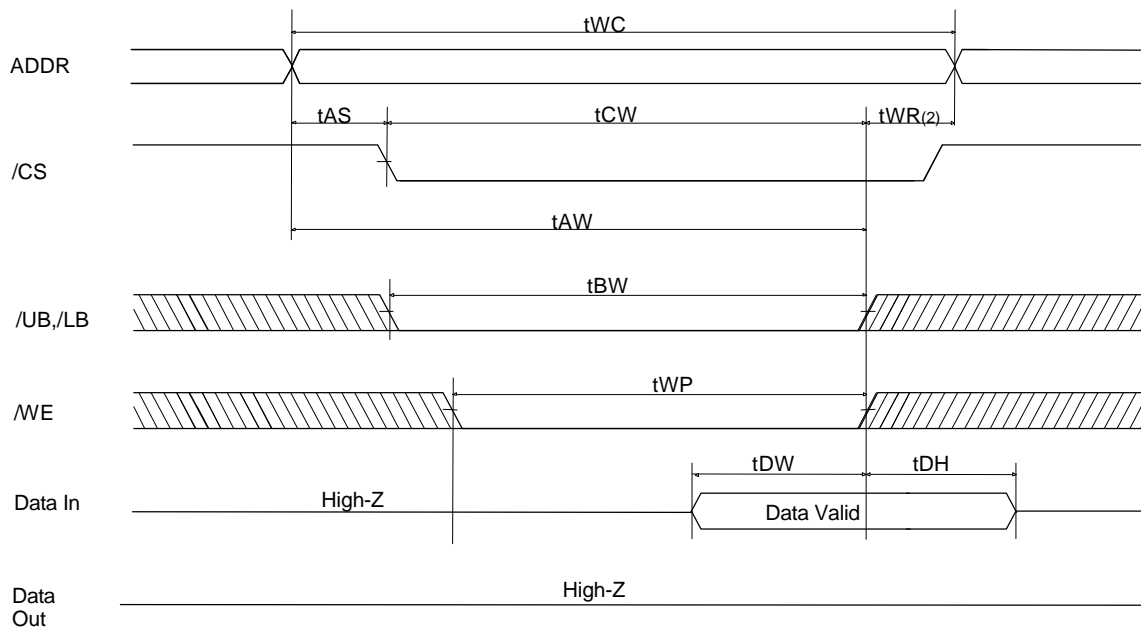 tWC
ADDR
tAS
tCW
tWR(2)
/CS
tAW
tBW
/UB,/LB
tWP
/WE
tDW
tDH
Data In
High-Z
Data Valid
High-Z
Data
Out